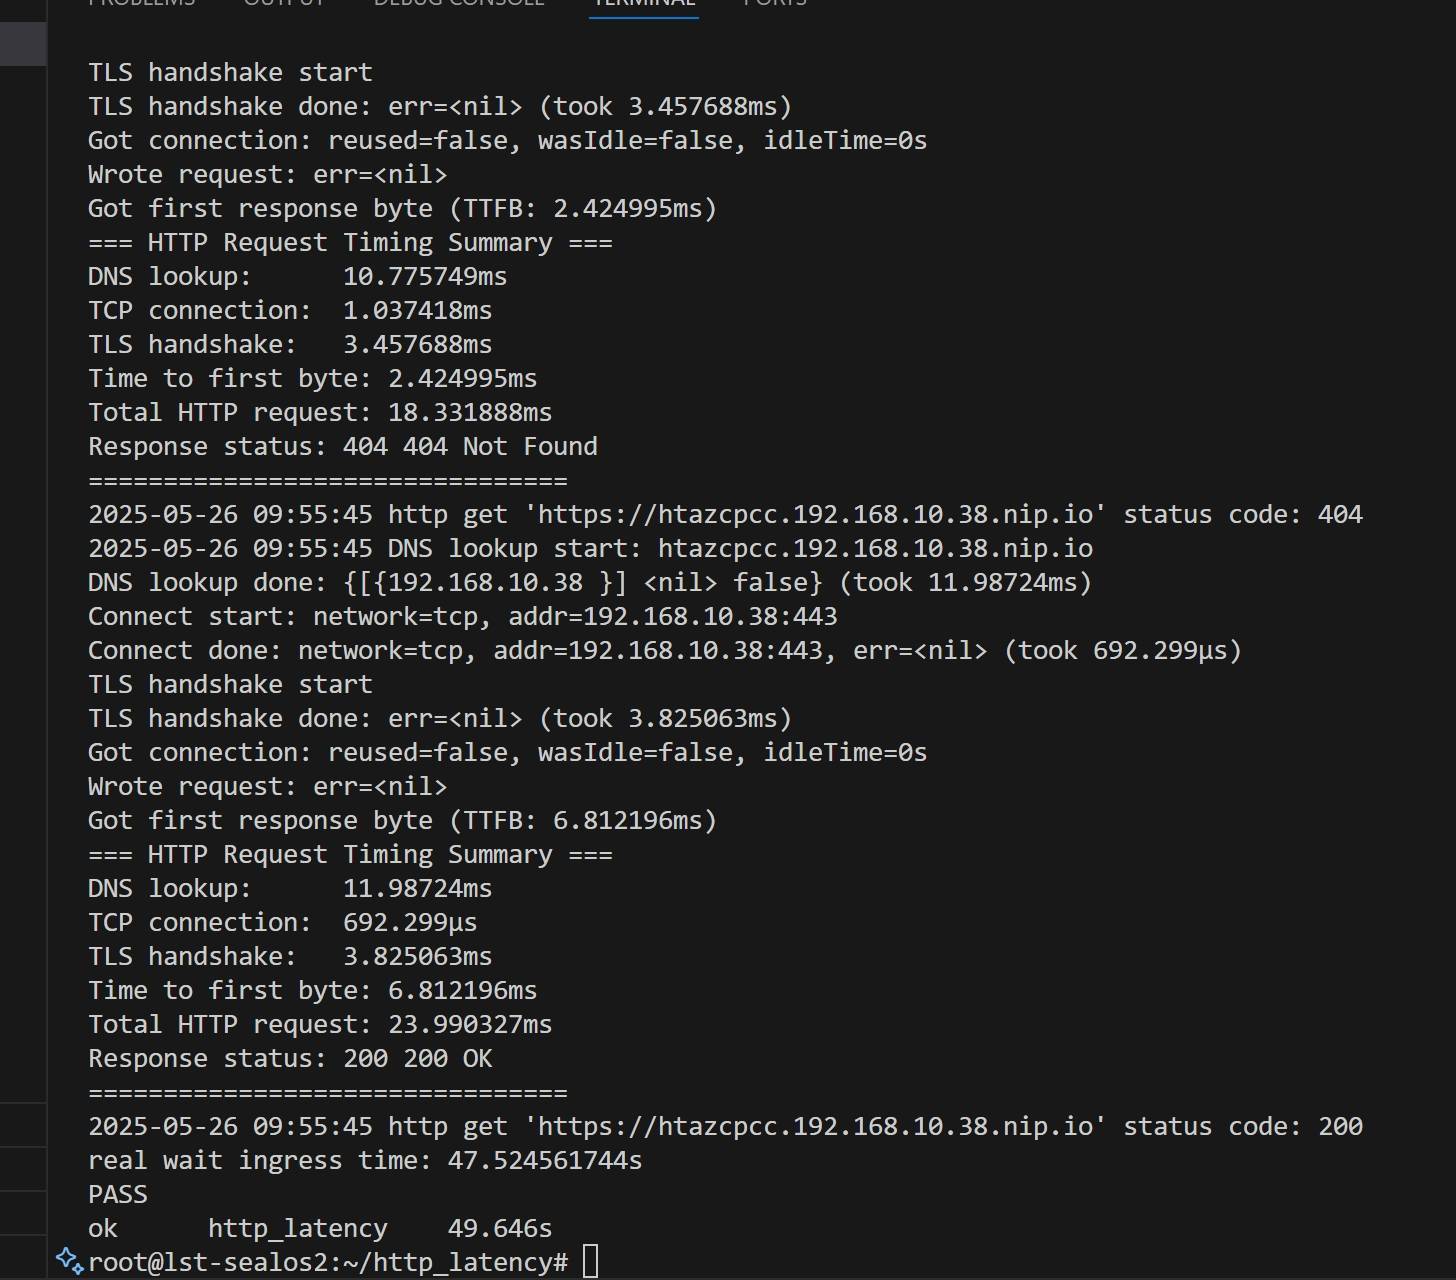 PROBLEMS OUTPUT DEBUG CONSOLE TERMINAL PORTS
TLS handshake start
TLS handshake done: err=<nil> (took 3.457688ms)
Got connection: reused=false, wasIdle=false, idleTime=0s
Wrote request: err=<nil>
Got first response byte (TTFB: 2.424995ms)
=== HTTP Request Timing Summary ===
DNS lookup:      10.775749ms
TCP connection:  1.037418ms
TLS handshake:   3.457688ms
Time to first byte: 2.424995ms
Total HTTP request: 18.331888ms
Response status: 404 404 Not Found
================================
2025-05-26 09:55:45 http get 'https://htazcpcc.192.168.10.38.nip.io' status code: 404
2025-05-26 09:55:45 DNS lookup start: htazcpcc.192.168.10.38.nip.io
DNS lookup done: {[{192.168.10.38 }] <nil> false} (took 11.98724ms)
Connect start: network=tcp, addr=192.168.10.38:443
Connect done: network=tcp, addr=192.168.10.38:443, err=<nil> (took 692.299µs)
TLS handshake start
TLS handshake done: err=<nil> (took 3.825063ms)
Got connection: reused=false, wasIdle=false, idleTime=0s
Wrote request: err=<nil>
Got first response byte (TTFB: 6.812196ms)
=== HTTP Request Timing Summary ===
DNS lookup:      11.98724ms
TCP connection:  692.299µs
TLS handshake:   3.825063ms
Time to first byte: 6.812196ms
Total HTTP request: 23.990327ms
Response status: 200 200 OK
================================
2025-05-26 09:55:45 http get 'https://htazcpcc.192.168.10.38.nip.io' status code: 200
real wait ingress time: 47.524561744s
PASS
ok      http_latency    49.646s
root@lst-sealos2:~/http_latency#